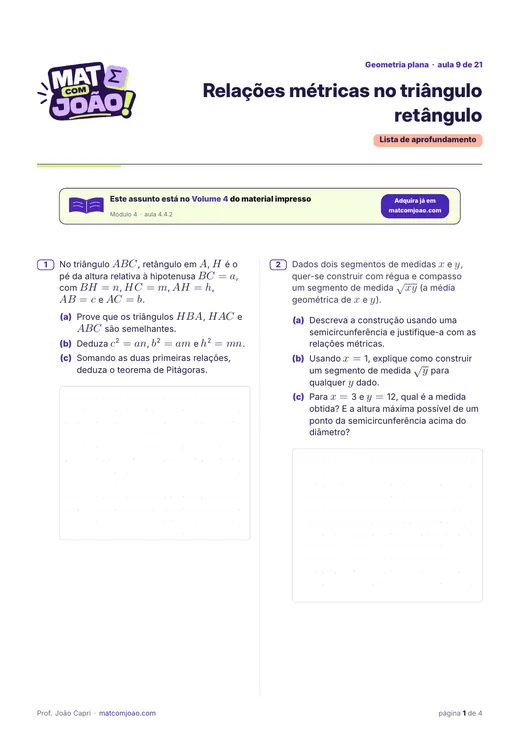 MAT Σ
COM
JOÃO!
Geometria plana · aula 9 de 21
Relações métricas no triângulo
retângulo
Lista de aprofundamento
Este assunto está no Volume 4 do material impresso
Módulo 4 · aula 4.4.2
Adquira já em
matcomjoao.com
1 No triângulo ABC, retângulo em A, H é o
pé da altura relativa à hipotenusa BC = a,
com BH = n, HC = m, AH = h,
AB = c e AC = b.
(a) Prove que os triângulos HBA, HAC e
ABC são semelhantes.
(b) Deduza c² = an, b² = am e h² = mn.
(c) Somando as duas primeiras relações,
deduza o teorema de Pitágoras.
2 Dados dois segmentos de medidas x e y,
quer-se construir com régua e compasso
um segmento de medida √xy (a média
geométrica de x e y).
(a) Descreva a construção usando uma
semicircunferência e justifique-a com as
relações métricas.
(b) Usando x = 1, explique como construir
um segmento de medida √y para
qualquer y dado.
(c) Para x = 3 e y = 12, qual é a medida
obtida? E a altura máxima possível de um
ponto da semicircunferência acima do
diâmetro?
Prof. João Capri · matcomjoao.com
página 1 de 4